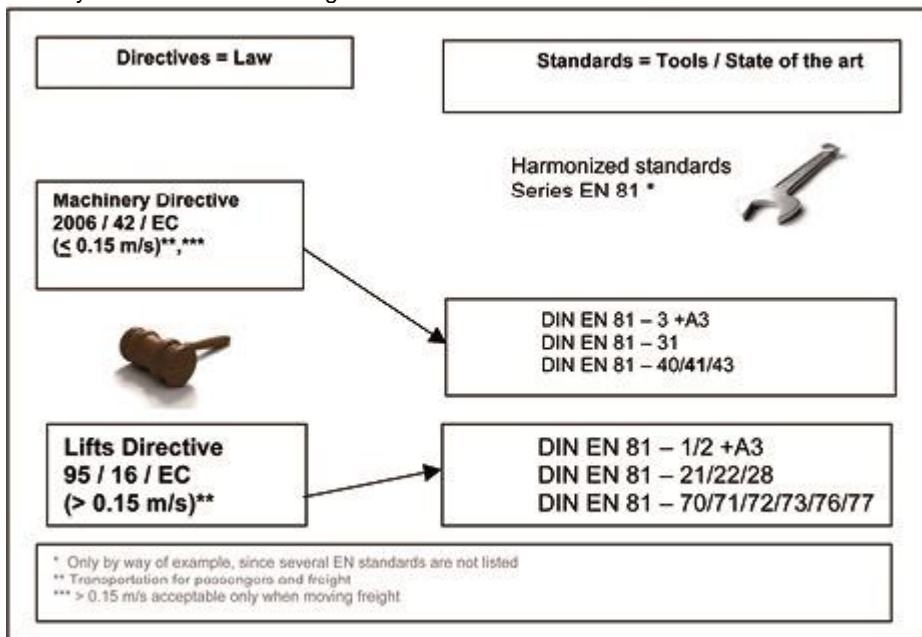 Directives = Law
Standards = Tools / State of the art
Harmonized standards
Series EN 81 *
Machinery Directive
2006 / 42 / EC
(≤ 0.15 m/s)**,***
DIN EN 81 – 3 +A3
DIN EN 81 – 31
DIN EN 81 – 40/41/43
Lifts Directive
95 / 16 / EC
(> 0.15 m/s)**
DIN EN 81 – 1/2 +A3
DIN EN 81 – 21/22/28
DIN EN 81 – 70/71/72/73/76/77
* Only by way of example, since several EN standards are not listed
** Transportation for passengers and freight
*** > 0.15 m/s acceptable only when moving freight